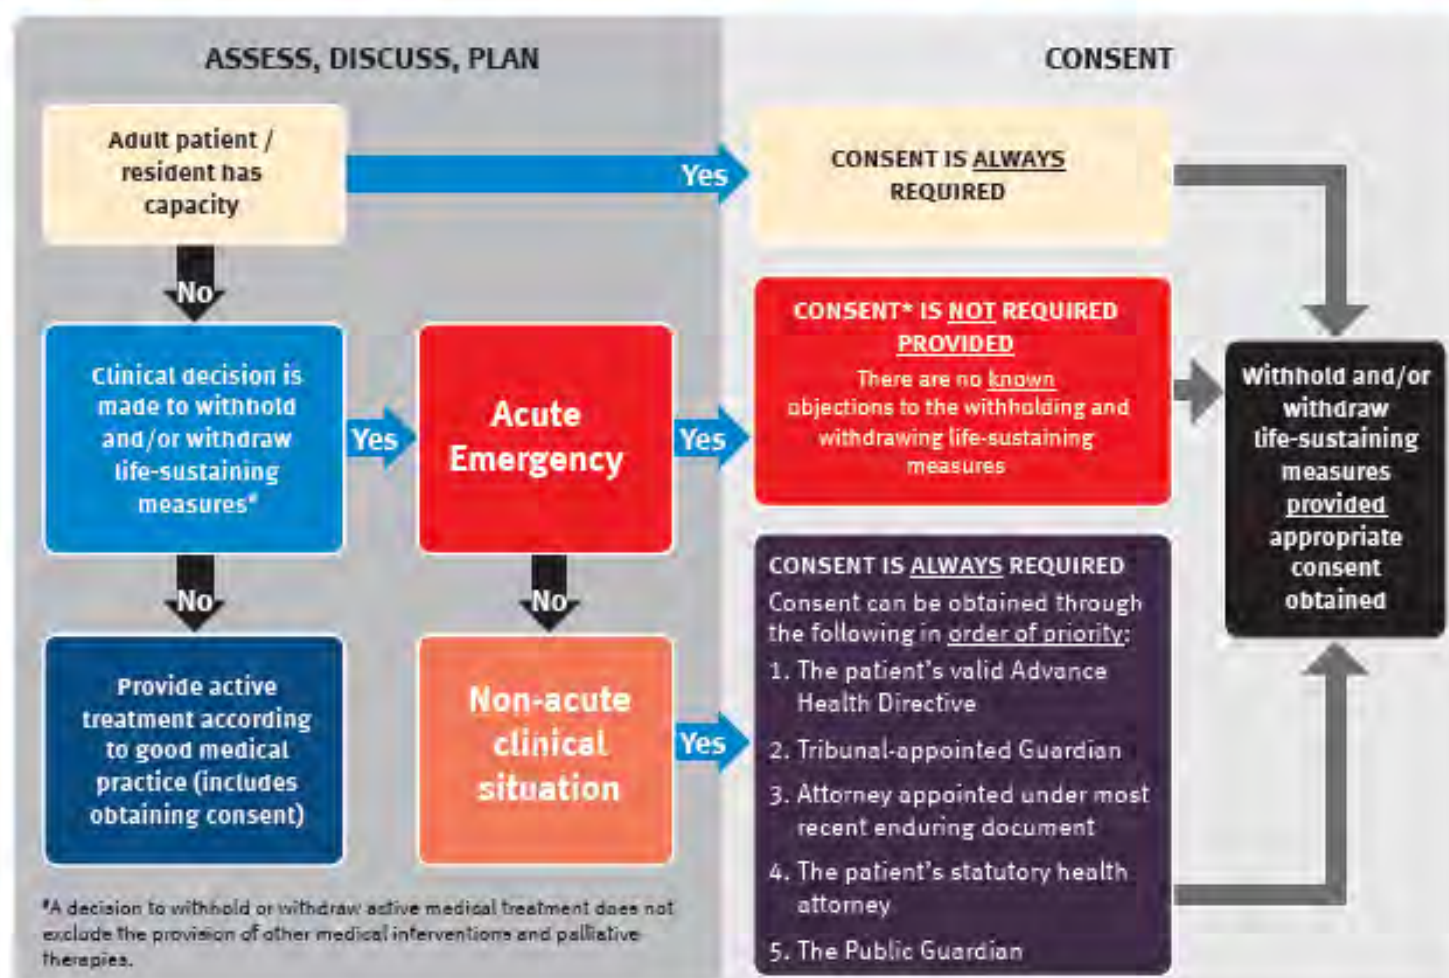 ASSESS, DISCUSS, PLAN
CONSENT
Adult patient /
resident has
capacity
Yes
CONSENT IS ALWAYS
REQUIRED
No
Clinical decision is
made to withhold
and/or withdraw
life-sustaining
measures#
Yes
Acute
Emergency
Yes
CONSENT* IS NOT REQUIRED
PROVIDED
There are no known
objections to the withholding and
withdrawing life-sustaining
measures
Withhold and/or
withdraw
life-sustaining
measures
provided
appropriate
consent
obtained
No
No
Provide active
treatment according
to good medical
practice (includes
obtaining consent)
Non-acute
clinical
situation
Yes
CONSENT IS ALWAYS REQUIRED
Consent can be obtained through
the following in order of priority:
1. The patient's valid Advance
Health Directive
2. Tribunal-appointed Guardian
3. Attorney appointed under most
recent enduring document
4. The patient's statutory health
attorney
5. The Public Guardian
#A decision to withhold or withdraw active medical treatment does not
exclude the provision of other medical interventions and palliative
therapies.